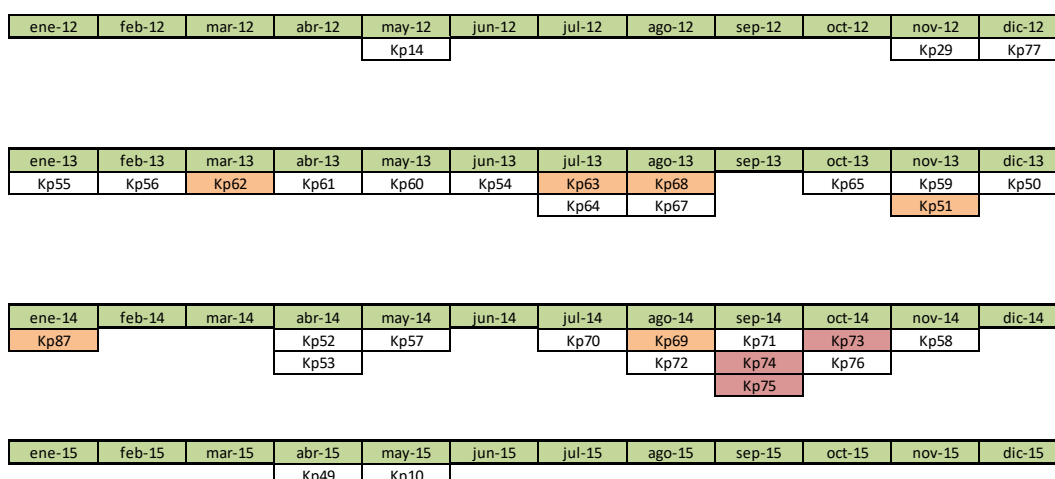 ene-12 feb-12 mar-12 abr-12 may-12 jun-12 jul-12 ago-12 sep-12 oct-12 nov-12 dic-12
Kp14 Kp29 Kp77
ene-13 feb-13 mar-13 abr-13 may-13 jun-13 jul-13 ago-13 sep-13 oct-13 nov-13 dic-13
Kp55 Kp56 Kp62 Kp61 Kp60 Kp54 Kp63 Kp68 Kp65 Kp59 Kp50
Kp64 Kp67 Kp51
ene-14 feb-14 mar-14 abr-14 may-14 jun-14 jul-14 ago-14 sep-14 oct-14 nov-14 dic-14
Kp87 Kp52 Kp57 Kp70 Kp69 Kp71 Kp73 Kp58
Kp53 Kp72 Kp74 Kp76
Kp75
ene-15 feb-15 mar-15 abr-15 may-15 jun-15 jul-15 ago-15 sep-15 oct-15 nov-15 dic-15
Kp49 Kp10